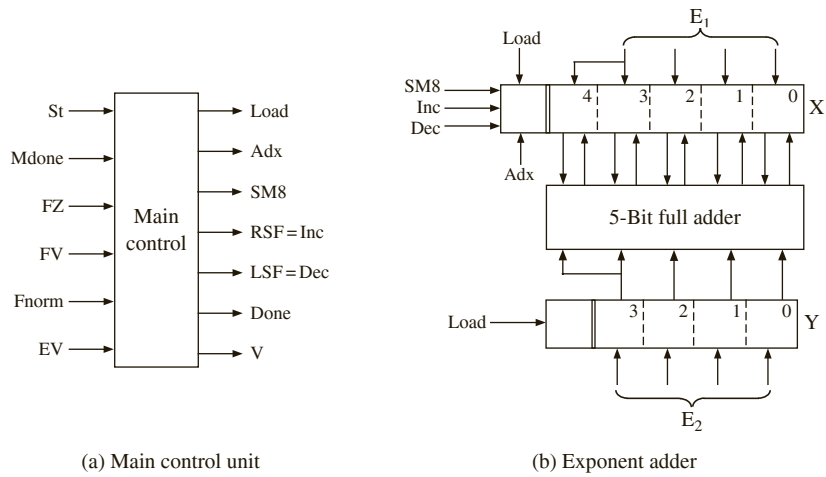 St
Mdone
FZ
FV
Fnorm
EV
Main
control
Load
Adx
SM8
RSF = Inc
LSF = Dec
Done
V
(a) Main control unit
E1
Load
SM8
Inc
Dec
4 3 2 1 0
X
Adx
5-Bit full adder
Load
3 2 1 0
Y
E2
(b) Exponent adder